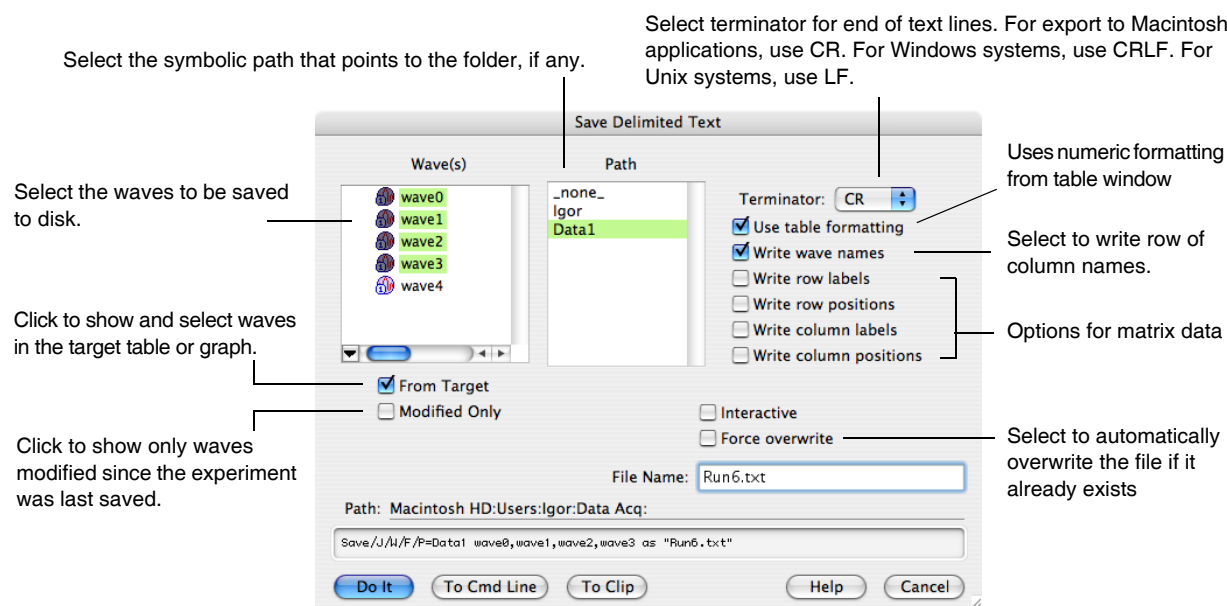 Select terminator for end of text lines. For export to Macintosh
applications, use CR. For Windows systems, use CRLF. For
Unix systems, use LF.
Select the symbolic path that points to the folder, if any.
Save Delimited Text
Wave(s)
Path
Select the waves to be saved
to disk.
wave0
wave1
wave2
wave3
wave4
_none_
Igor
Data1
Terminator: CR
Use table formatting
Write wave names
Write row labels
Write row positions
Write column labels
Write column positions
Uses numeric formatting
from table window
Select to write row of
column names.
Options for matrix data
Click to show and select waves
in the target table or graph.
From Target
Modified Only
Interactive
Force overwrite
Click to show only waves
modified since the experiment
was last saved.
Select to automatically
overwrite the file if it
already exists
File Name: Run6.txt
Path: Macintosh HD:Users:Igor:Data Acq:
Save/J/W/F/P=Data1 wave0,wave1,wave2,wave3 as "Run6.txt"
Do It
To Cmd Line
To Clip
Help
Cancel